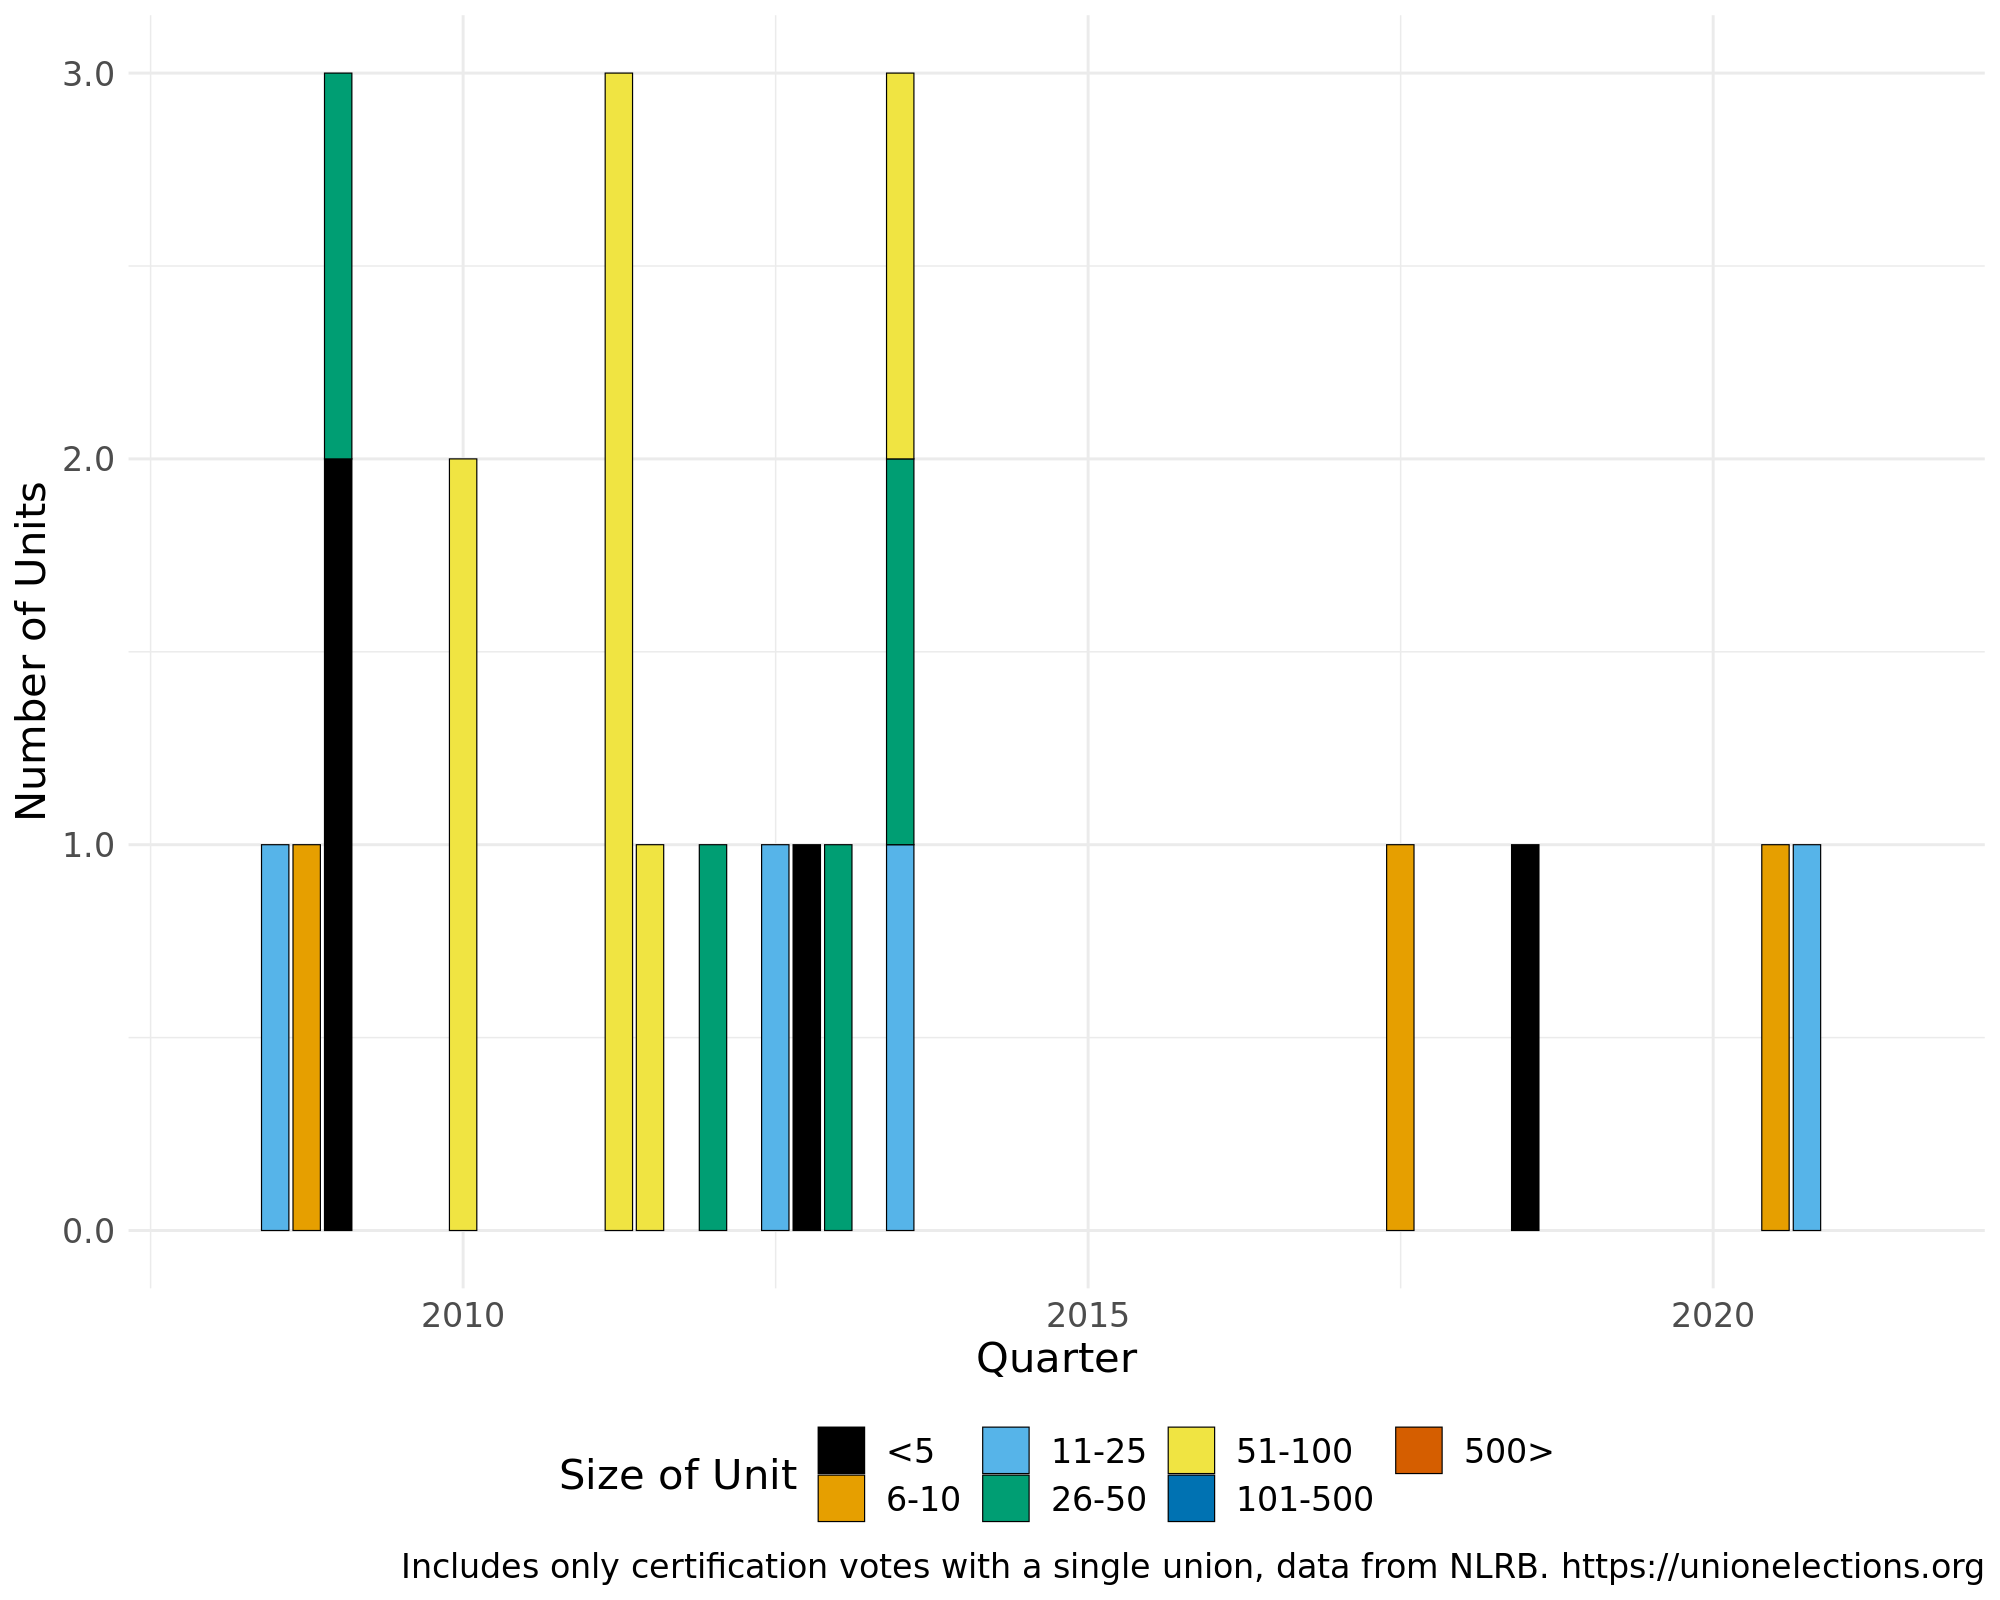 3.0
2.0
1.0
0.0
Number of Units
2010 2015 2020
Quarter
Size of Unit
<5 11-25 51-100 500>
6-10 26-50 101-500
Includes only certification votes with a single union, data from NLRB. https://unionelections.org